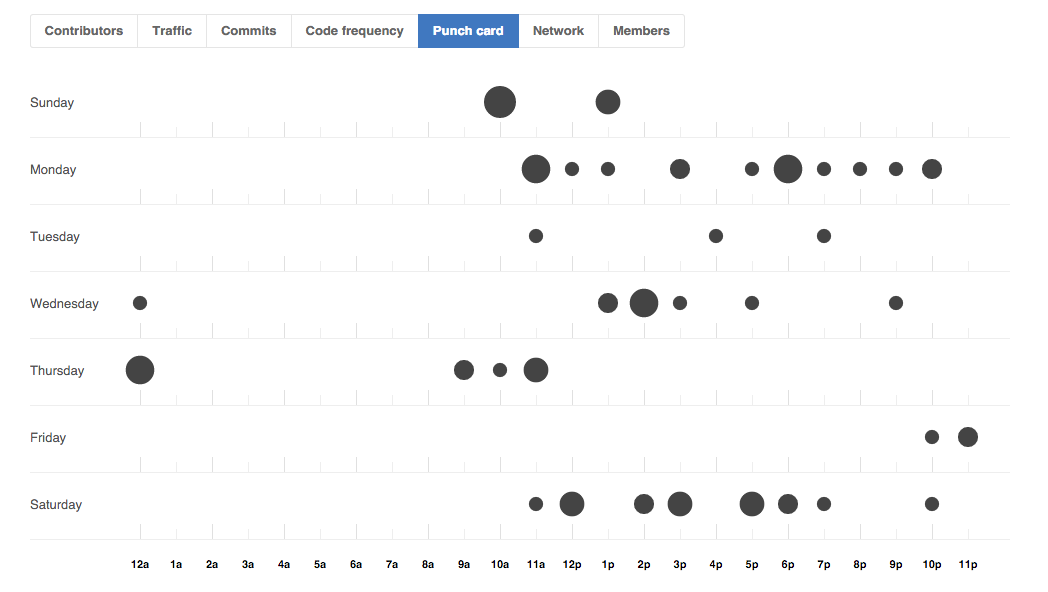 Contributors Traffic Commits Code frequency Punch card Network Members
Sunday
Monday
Tuesday
Wednesday
Thursday
Friday
Saturday
12a 1a 2a 3a 4a 5a 6a 7a 8a 9a 10a 11a 12p 1p 2p 3p 4p 5p 6p 7p 8p 9p 10p 11p